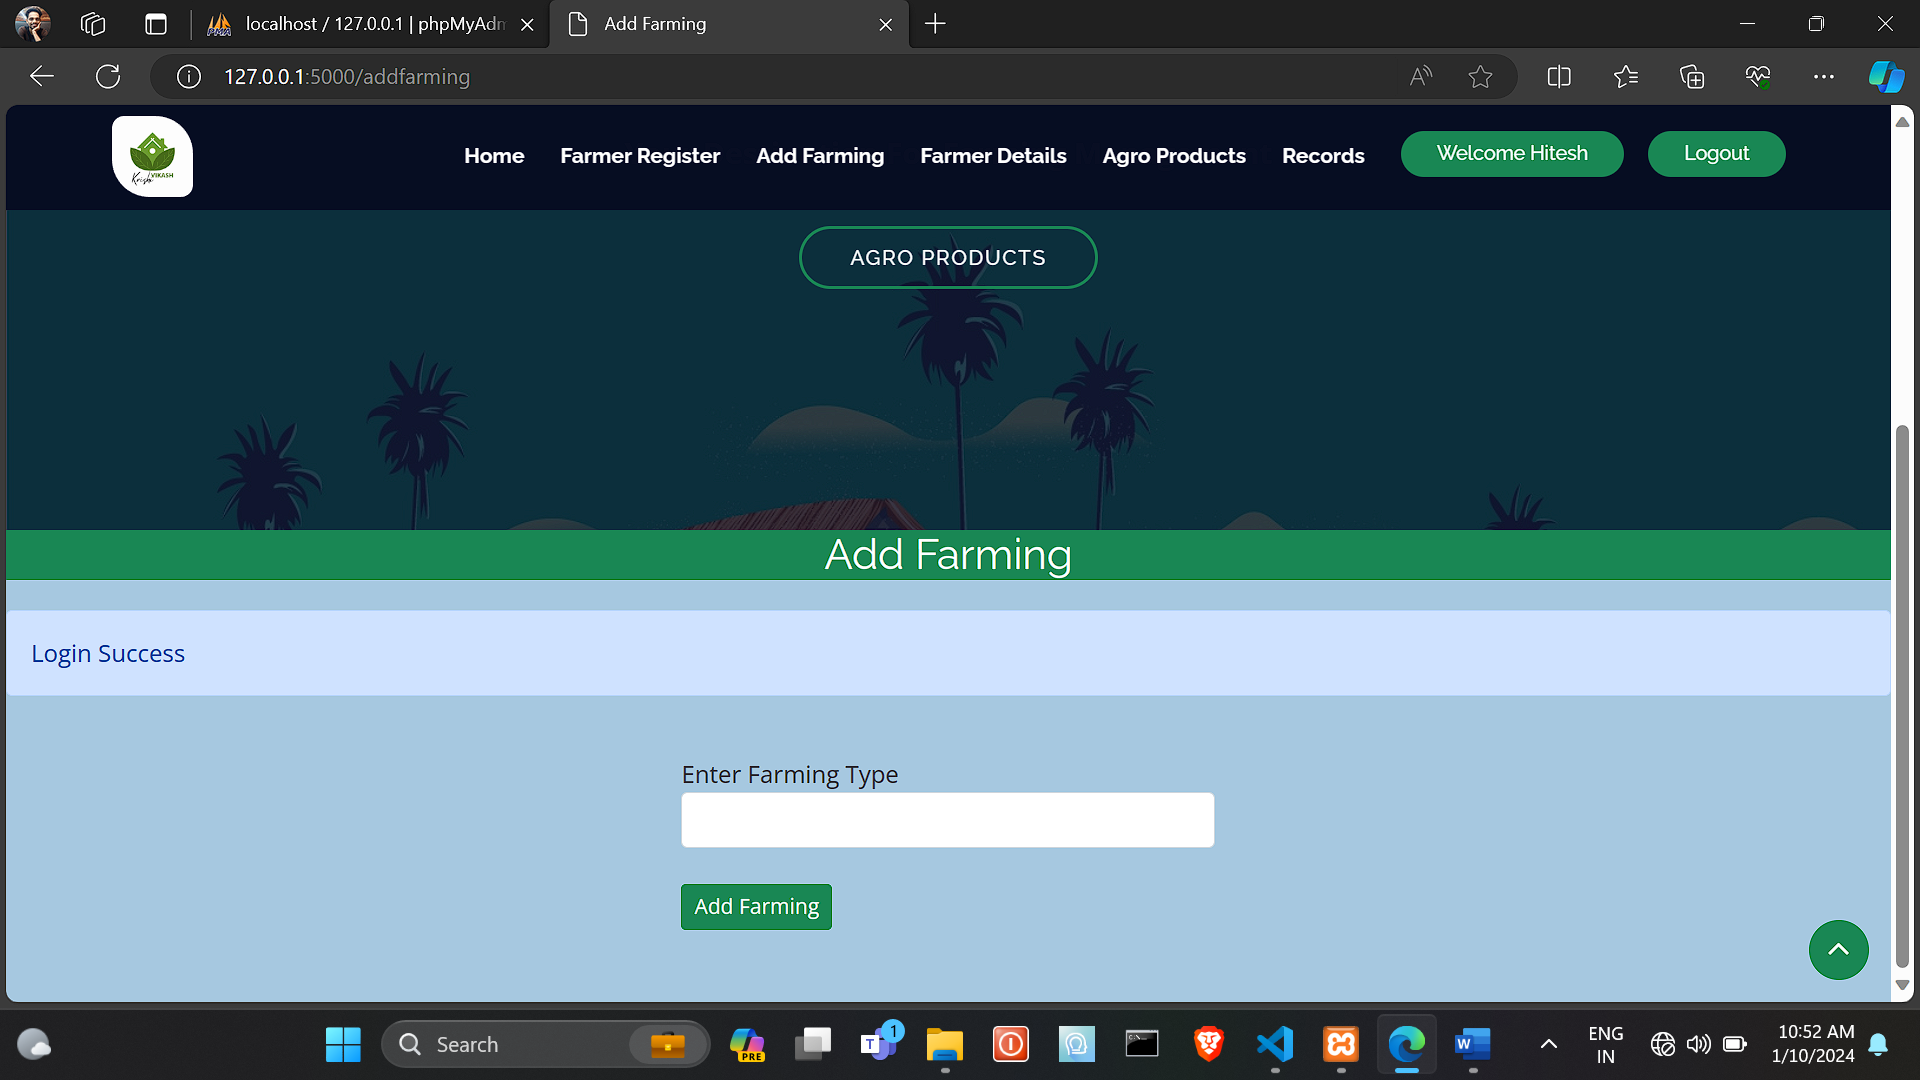 localhost / 127.0.0.1 | phpMyAdm
Add Farming
127.0.0.1:5000/addfarming
Krishi VIKASH
Home
Farmer Register
Add Farming
Farmer Details
Agro Products
Records
Welcome Hitesh
Logout
AGRO PRODUCTS
Add Farming
Login Success
Enter Farming Type
Add Farming
Search
PRE
1
ENG
IN
10:52 AM
1/10/2024